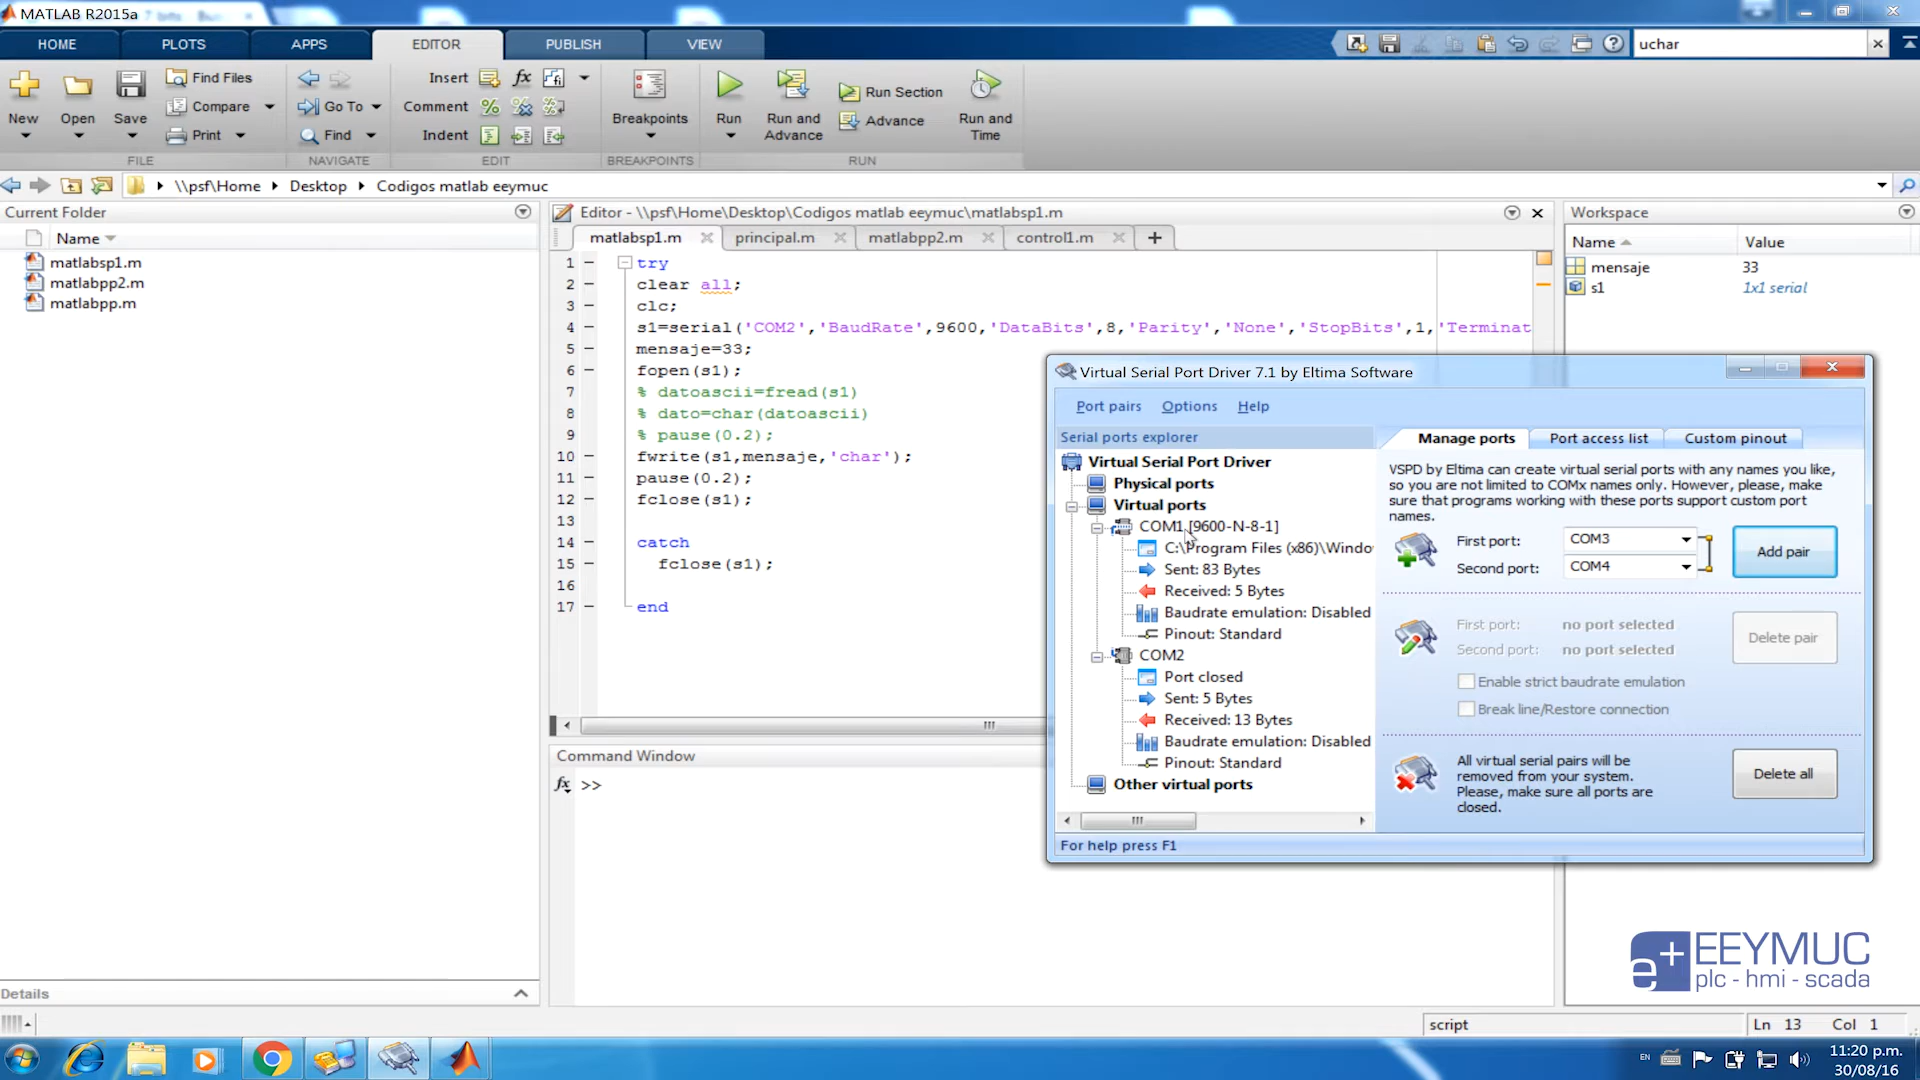 MATLAB R2015a
HOME
PLOTS
APPS
EDITOR
PUBLISH
VIEW
uchar
New
Open
Save
Find Files
Compare
Print
Go To
Find
Insert
Comment
Indent
fx
Breakpoints
Run
Run and Advance
Run Section
Advance
Run and Time
FILE
NAVIGATE
EDIT
BREAKPOINTS
RUN
\\psf\Home
Desktop
Codigos matlab eeymuc
Current Folder
Name
matlabsp1.m
matlabpp2.m
matlabpp.m
Details
Editor - \\psf\Home\Desktop\Codigos matlab eeymuc\matlabsp1.m
matlabsp1.m
principal.m
matlabpp2.m
control1.m
1 try
2 clear all;
3 clc;
4 s1=serial('COM2','BaudRate',9600,'DataBits',8,'Parity','None','StopBits',1,'Terminat
5 mensaje=33;
6 fopen(s1);
7 % datoascii=fread(s1)
8 % dato=char(datoascii)
9 % pause(0.2);
10 fwrite(s1,mensaje,'char');
11 pause(0.2);
12 fclose(s1);
13
14 catch
15 fclose(s1);
16
17 end
Command Window
fx >>
Workspace
Name Value
mensaje 33
s1 1x1 serial
Virtual Serial Port Driver 7.1 by Eltima Software
Port pairs Options Help
Serial ports explorer
Virtual Serial Port Driver
Physical ports
Virtual ports
COM1 [9600-N-8-1]
C:\Program Files (x86)\Windo
Sent: 83 Bytes
Received: 5 Bytes
Baudrate emulation: Disabled
Pinout: Standard
COM2
Port closed
Sent: 5 Bytes
Received: 13 Bytes
Baudrate emulation: Disabled
Pinout: Standard
Other virtual ports
Manage ports
Port access list
Custom pinout
VSPD by Eltima can create virtual serial ports with any names you like,
so you are not limited to COMx names only. However, please, make
sure that programs working with these ports support custom port
names.
First port: COM3
Second port: COM4
Add pair
First port: no port selected
Second port: no port selected
Delete pair
Enable strict baudrate emulation
Break line/Restore connection
All virtual serial pairs will be
removed from your system.
Please, make sure all ports are
closed.
Delete all
For help press F1
e+ EEYMUC
plc - hmi - scada
script
Ln 13 Col 1
EN
11:20 p.m.
30/08/16